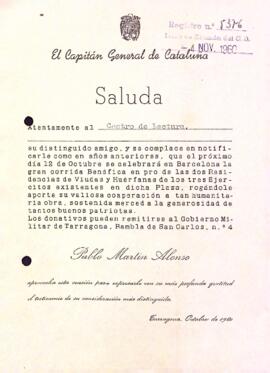 Registro n.º 5376
4 NOV. 1960
El Capitán General de Cataluña
Saluda
Atentamente al Centro de Lectura.
su distinguido amigo, y se complace en notifi-
carle como en años anteriores, que el próximo
día 12 de Octubre se celebrará en Barcelona la
gran corrida Benéfica en pro de las dos Resi-
dencias de Viudas y Huérfanas de los tres Ejér-
citos existentes en dicha Plaza, rogándole
aporte su valiosa cooperación a tan humanita-
ria obra, sostenida merced a la generosidad de
tantos buenos patriotas.
Los donativos pueden remitirse al Gobierno Mi-
litar de Tarragona, Rambla de San Carlos, nº 4
Pablo Martín Alonso
aprovecha esta ocasión para expresarle con su más profunda gratitud
el testimonio de su consideración más distinguida.
Tarragona, Octubre de 1960